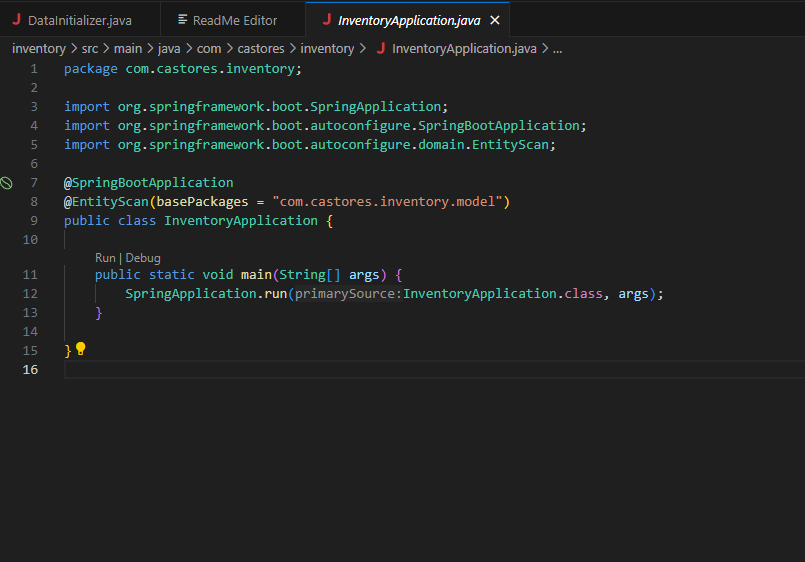 DataInitializer.java
ReadMe Editor
InventoryApplication.java
inventory > src > main > java > com > castores > inventory > InventoryApplication.java > ...
1 package com.castores.inventory;
2
3 import org.springframework.boot.SpringApplication;
4 import org.springframework.boot.autoconfigure.SpringBootApplication;
5 import org.springframework.boot.autoconfigure.domain.EntityScan;
6
7 @SpringBootApplication
8 @EntityScan(basePackages = "com.castores.inventory.model")
9 public class InventoryApplication {
10
Run | Debug
11 public static void main(String[] args) {
12 SpringApplication.run(primarySource:InventoryApplication.class, args);
13 }
14
15 }
16